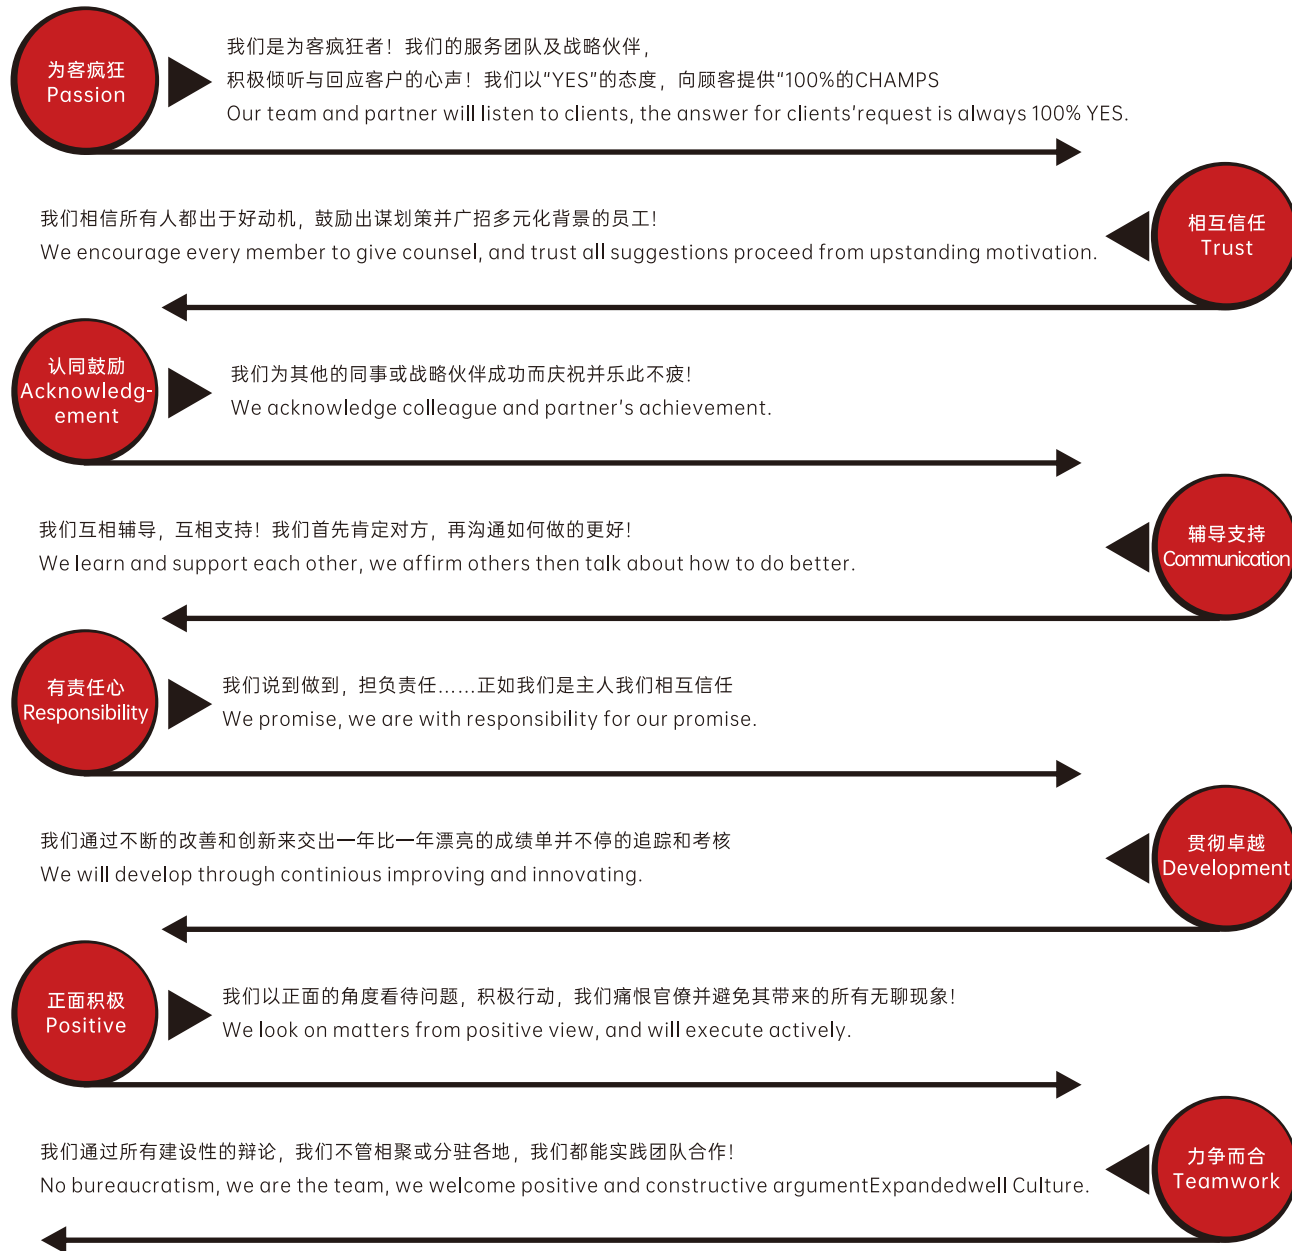 为客疯狂
Passion
我们是为客疯狂者！我们的服务团队及战略伙伴，
积极倾听与回应客户的心声！我们以“YES”的态度，向顾客提供“100%的CHAMPS
Our team and partner will listen to clients, the answer for clients'request is always 100% YES.
我们相信所有人都出于好动机，鼓励出谋划策并广招多元化背景的员工！
We encourage every member to give counsel, and trust all suggestions proceed from upstanding motivation.
相互信任
Trust
认同鼓励
Acknowledg-
ement
我们为其他的同事或战略伙伴成功而庆祝并乐此不疲！
We acknowledge colleague and partner's achievement.
我们互相辅导，互相支持！我们首先肯定对方，再沟通如何做的更好！
We learn and support each other, we affirm others then talk about how to do better.
辅导支持
Communication
有责任心
Responsibility
我们说到做到，担负责任......正如我们是主人我们相互信任
We promise, we are with responsibility for our promise.
我们通过不断的改善和创新来交出一年比一年漂亮的成绩单并不停的追踪和考核
We will develop through continious improving and innovating.
贯彻卓越
Development
正面积极
Positive
我们以正面的角度看待问题，积极行动，我们痛恨官僚并避免其带来的所有无聊现象！
We look on matters from positive view, and will execute actively.
我们通过所有建设性的辩论，我们不管相聚或分驻各地，我们都能实践团队合作！
No bureaucratism, we are the team, we welcome positive and constructive argumentExpandedwell Culture.
力争而合
Teamwork